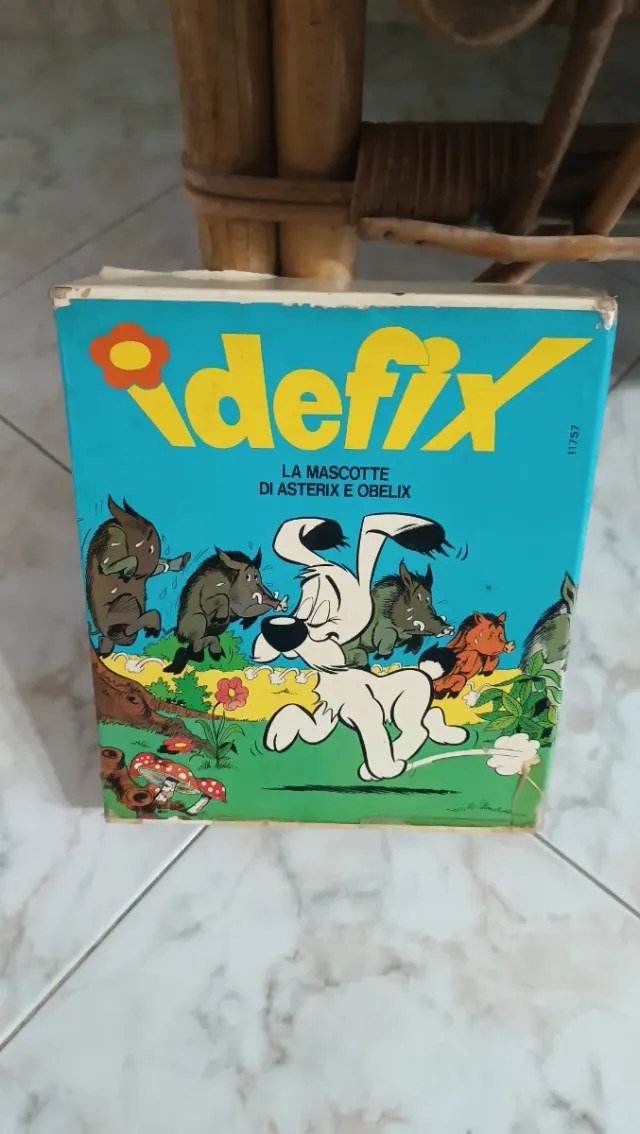 idefix
LA MASCOTTE
DI ASTERIX E OBELIX
11757